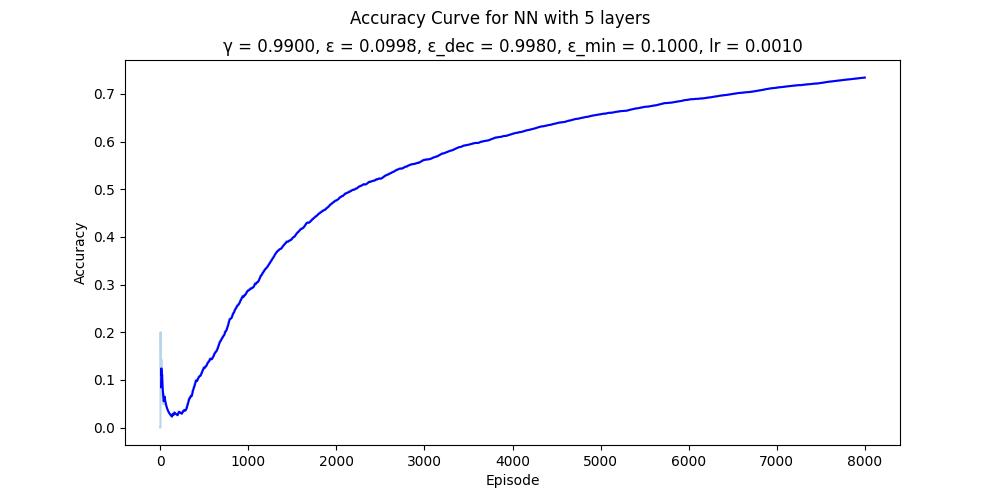 Accuracy Curve for NN with 5 layers
γ = 0.9900, ε = 0.0998, ε_dec = 0.9980, ε_min = 0.1000, lr = 0.0010
0.7
0.6
0.5
0.4
0.3
0.2
0.1
0.0
Accuracy
0 1000 2000 3000 4000 5000 6000 7000 8000
Episode